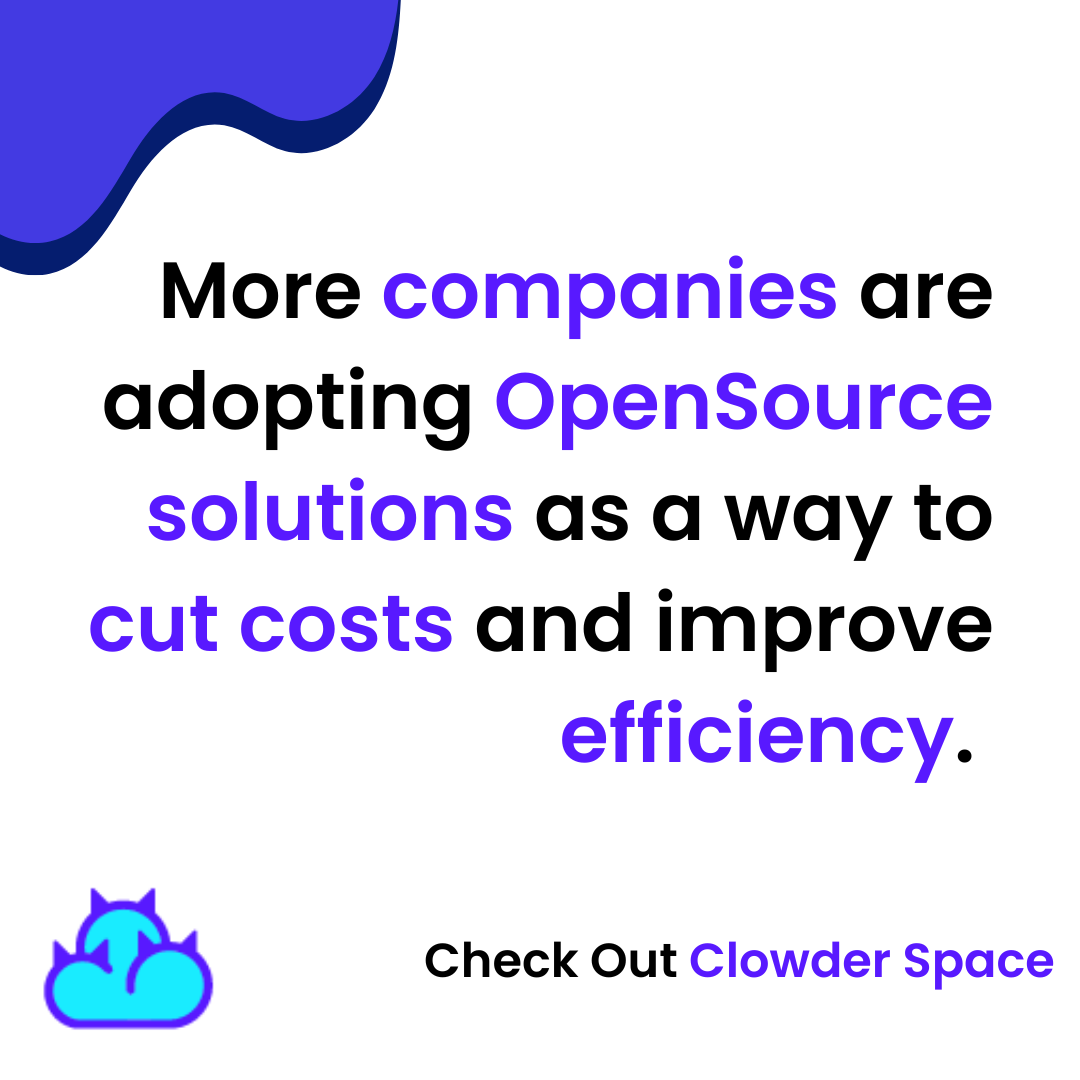 More companies are
adopting OpenSource
solutions as a way to
cut costs and improve
efficiency.
Check Out Clowder Space